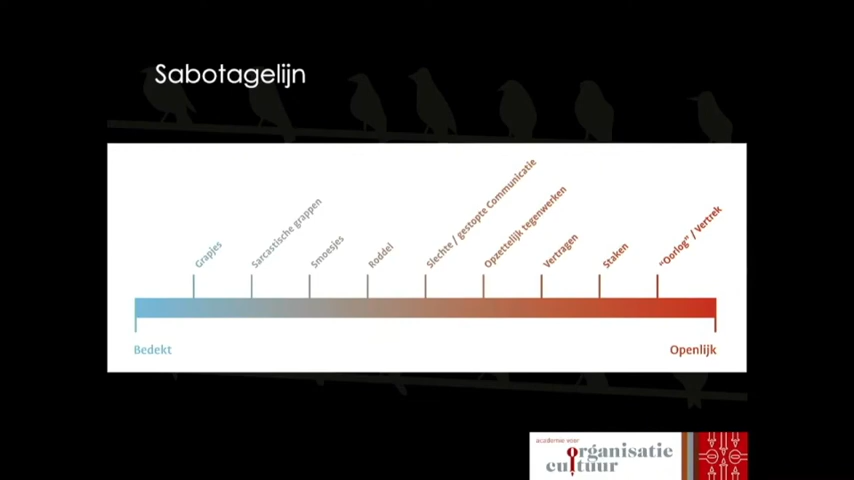 Sabotagelijn
Grapjes
Sarcastische grappen
Smoesjes
Roddel
Slechte / gestopte Communicatie
Opzettelijk tegenwerken
Vertragen
Staken
"Oorlog" / Vertrek
Bedekt
Openlijk
academie voor
organisatie
cultuur